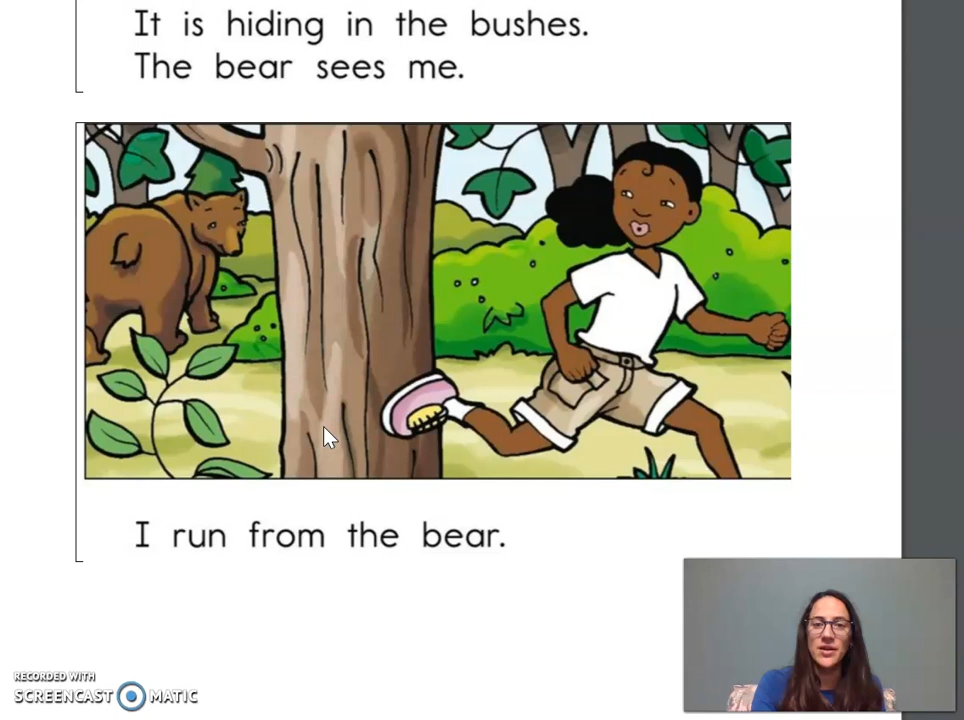 It is hiding in the bushes.
The bear sees me.
I run from the bear.
RECORDED WITH
SCREENCAST MATIC